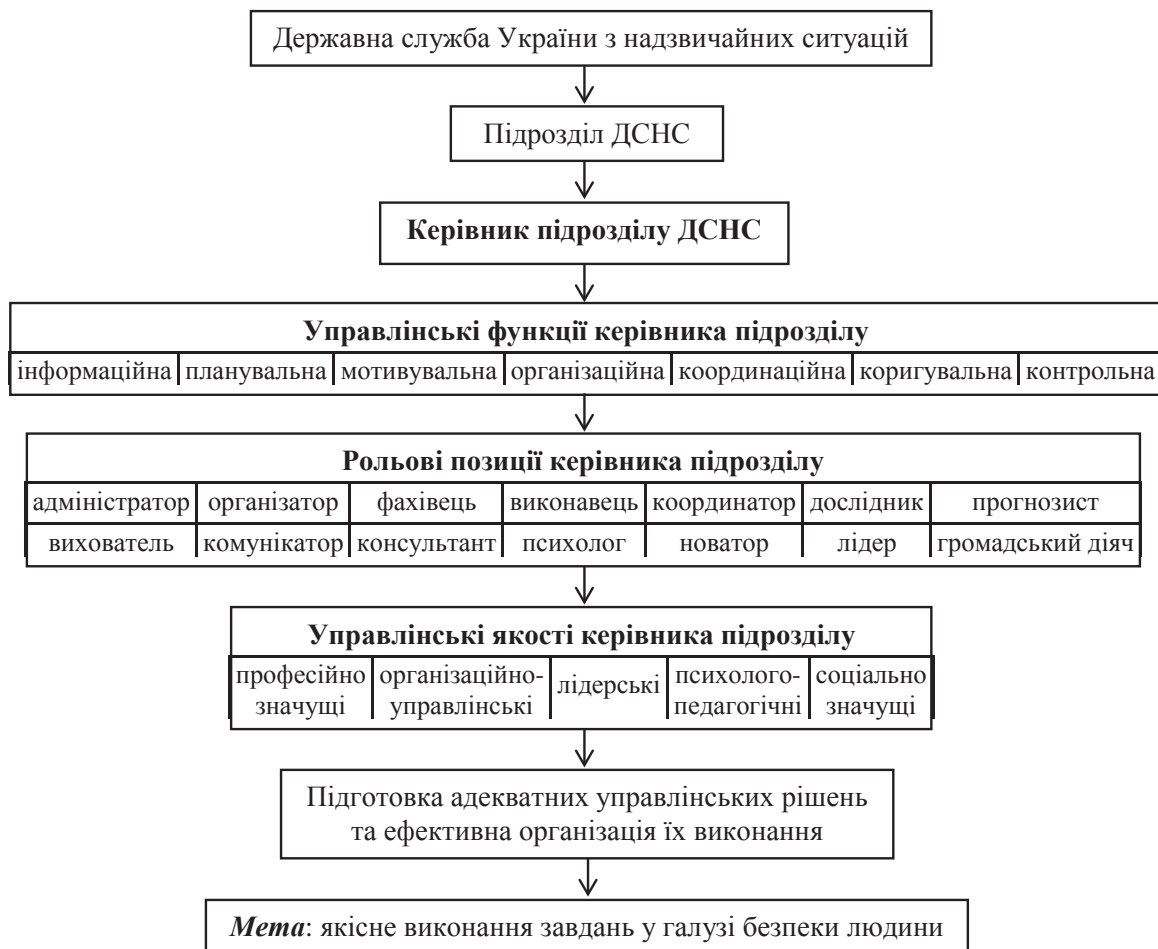 Державна служба України з надзвичайних ситуацій
Підрозділ ДСНС
Керівник підрозділу ДСНС
Управлінські функції керівника підрозділу
інформаційна планувальна мотивувальна організаційна координаційна коригувальна контрольна
Рольові позиції керівника підрозділу
адміністратор організатор фахівець виконавець координатор дослідник прогнозист
вихователь комунікатор консультант психолог новатор лідер громадський діяч
Управлінські якості керівника підрозділу
професійно значущі
організаційно-
управлінські
лідерські
психолого-
педагогічні
соціально
значущі
Підготовка адекватних управлінських рішень
та ефективна організація їх виконання
Мета: якісне виконання завдань у галузі безпеки людини